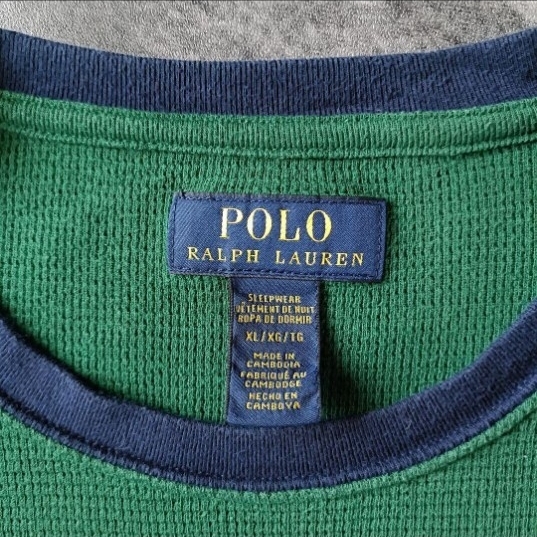 POLO
RALPH LAUREN
SLEEPWEAR
VÊTEMENT DE NUIT
ROPA DE DORMIR
XL/XG/TG
MADE IN
CAMBODIA
FABRIQUÉ AU
CAMBODGE
HECHO EN
CAMBOYA